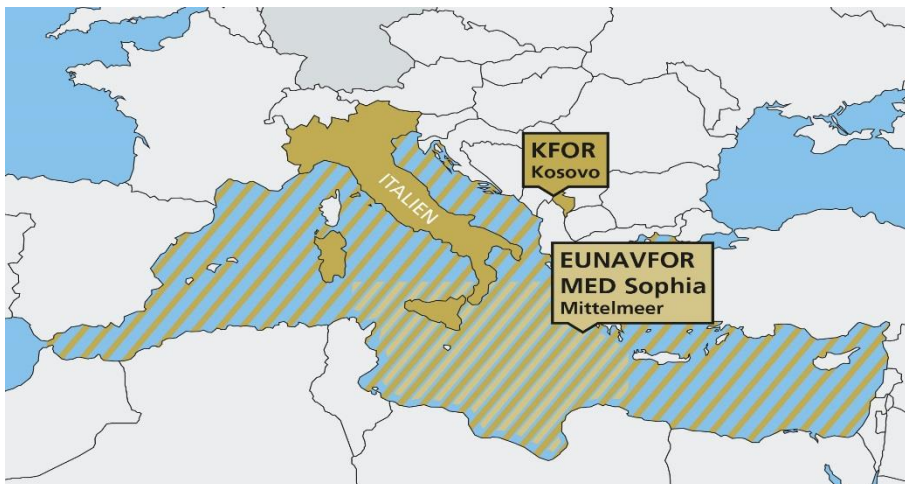 KFOR
Kosovo
ITALIEN
EUNAVFOR
MED Sophia
Mittelmeer